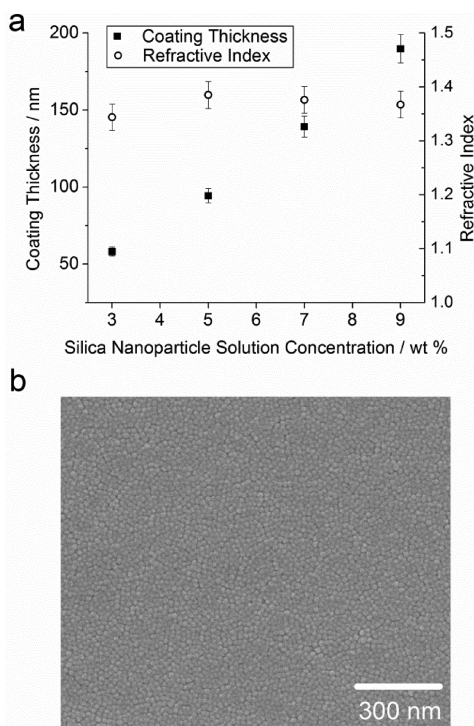 a
Coating Thickness
Refractive Index
200
150
100
50
Coating Thickness / nm
1.5
1.4
1.3
1.2
1.1
1.0
Refractive Index
3 4 5 6 7 8 9
Silica Nanoparticle Solution Concentration / wt %
b
300 nm